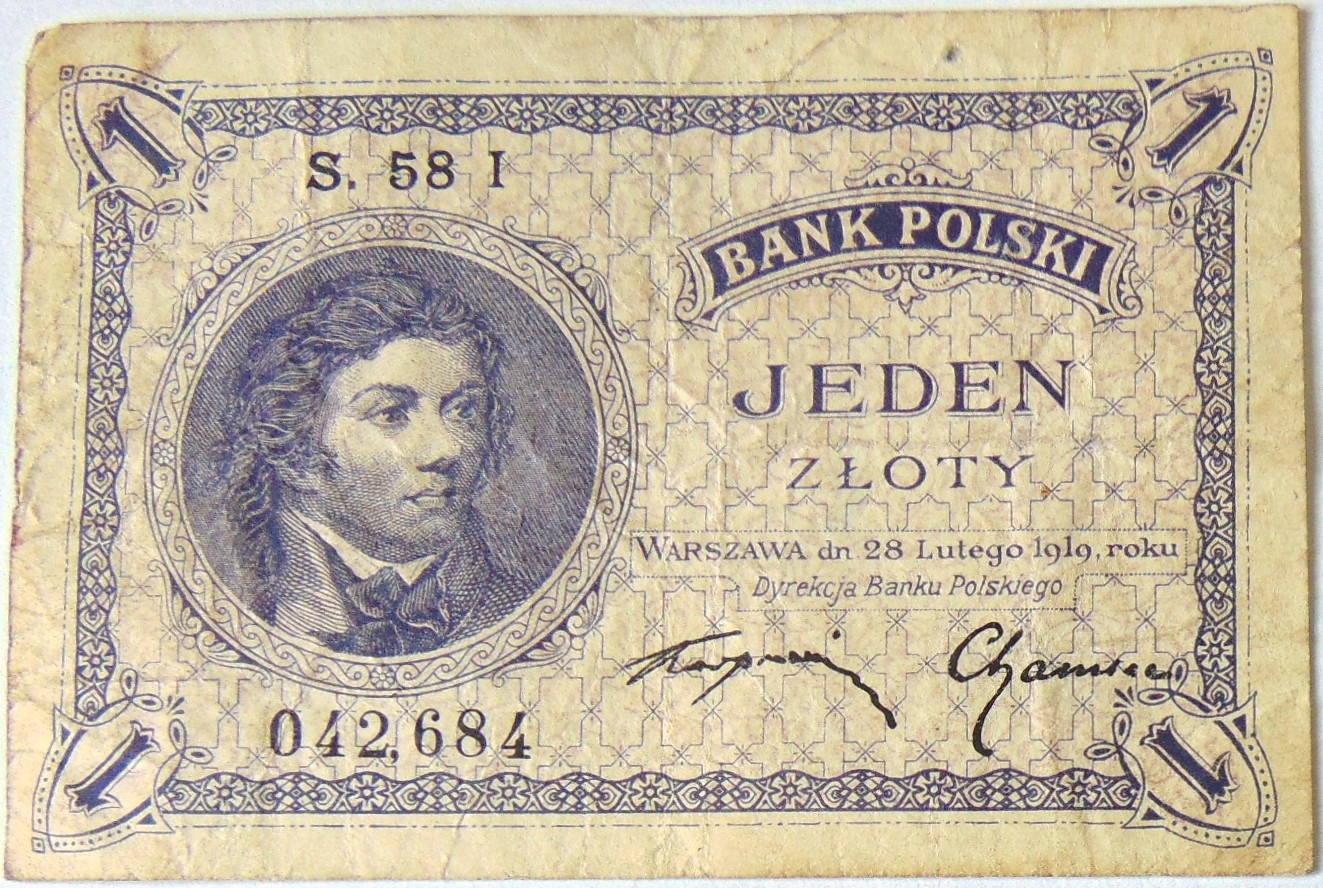 1
1
S. 58 I
BANK POLSKI
JEDEN
ZŁOTY
WARSZAWA dn. 28 Lutego 1919, roku
Dyrekcja Banku Polskiego
042,684
1
1